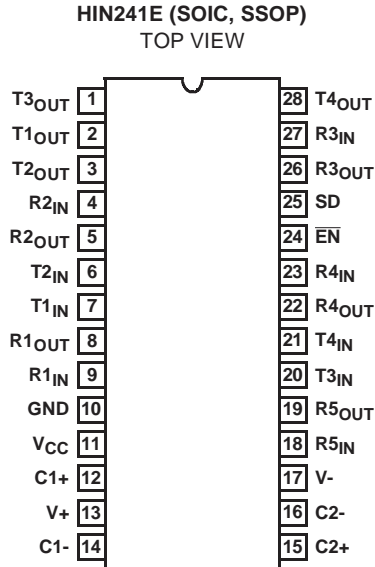 HIN241E (SOIC, SSOP)
TOP VIEW
T3OUT 1 28 T4OUT
T1OUT 2 27 R3IN
T2OUT 3 26 R3OUT
R2IN 4 25 SD
R2OUT 5 24 EN
T2IN 6 23 R4IN
T1IN 7 22 R4OUT
R1OUT 8 21 T4IN
R1IN 9 20 T3IN
GND 10 19 R5OUT
VCC 11 18 R5IN
C1+ 12 17 V-
V+ 13 16 C2-
C1- 14 15 C2+